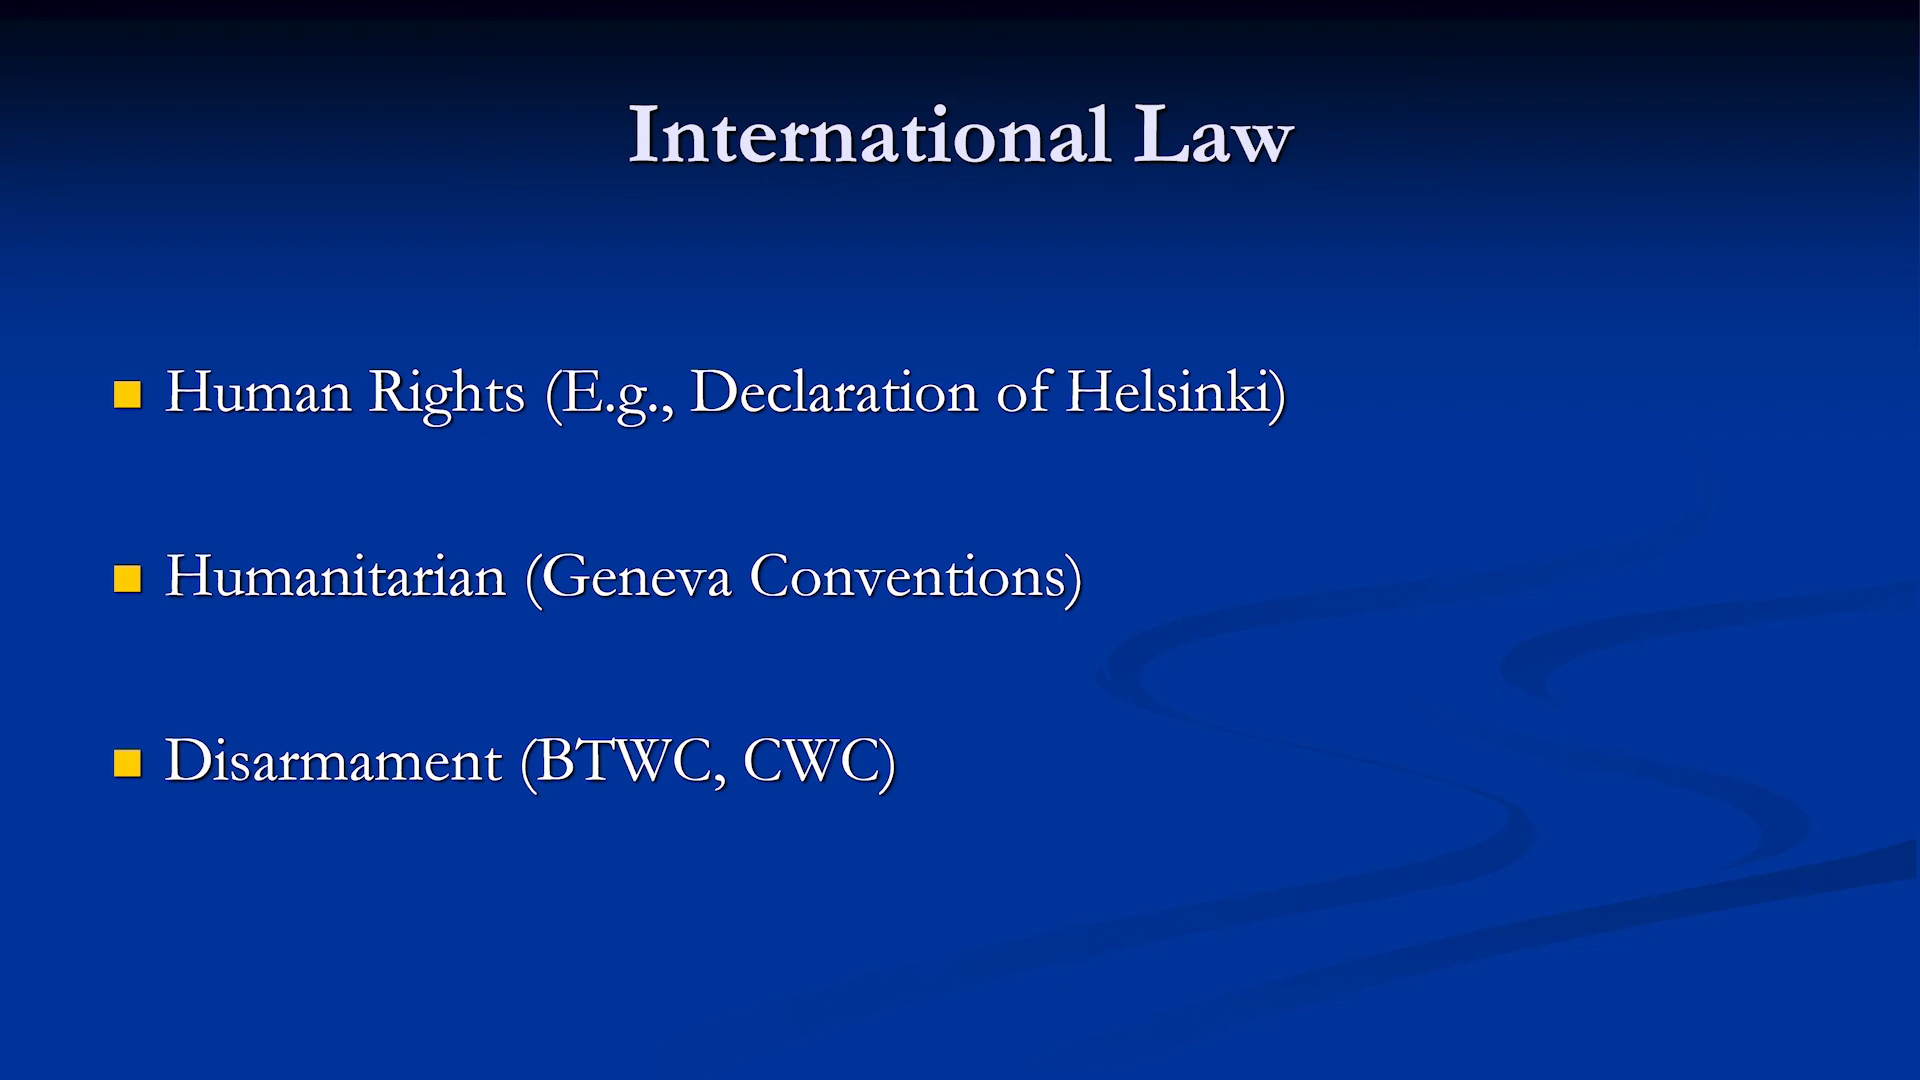 International Law
Human Rights (E.g., Declaration of Helsinki)
Humanitarian (Geneva Conventions)
Disarmament (BTWC, CWC)